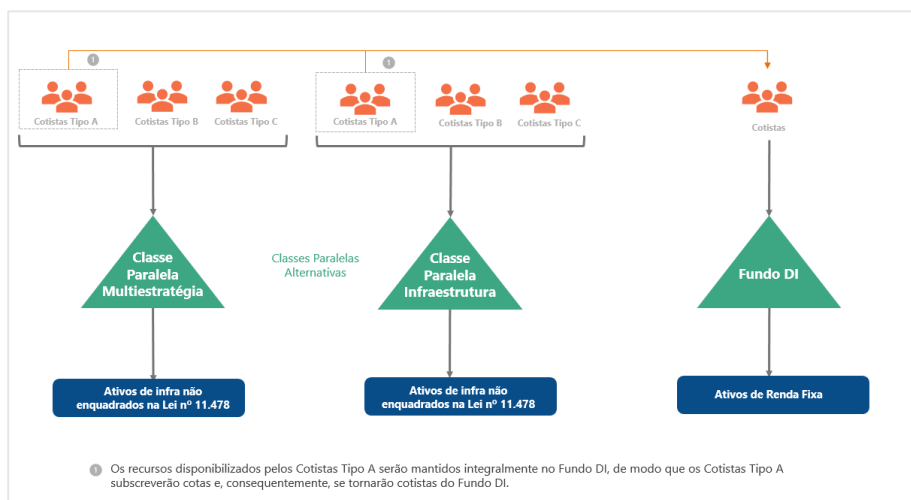 1
1
Cotistas Tipo A
Cotistas Tipo B
Cotistas Tipo C
Cotistas Tipo A
Cotistas Tipo B
Cotistas Tipo C
Cotistas
Classe
Paralela
Multiestratégia
Classes Paralelas
Alternativas
Classe
Paralela
Infraestrutura
Fundo DI
Ativos de infra não
enquadrados na Lei nº 11.478
Ativos de infra não
enquadrados na Lei nº 11.478
Ativos de Renda Fixa
1 Os recursos disponibilizados pelos Cotistas Tipo A serão mantidos integralmente no Fundo DI, de modo que os Cotistas Tipo A
subscreverão cotas e, consequentemente, se tornarão cotistas do Fundo DI.